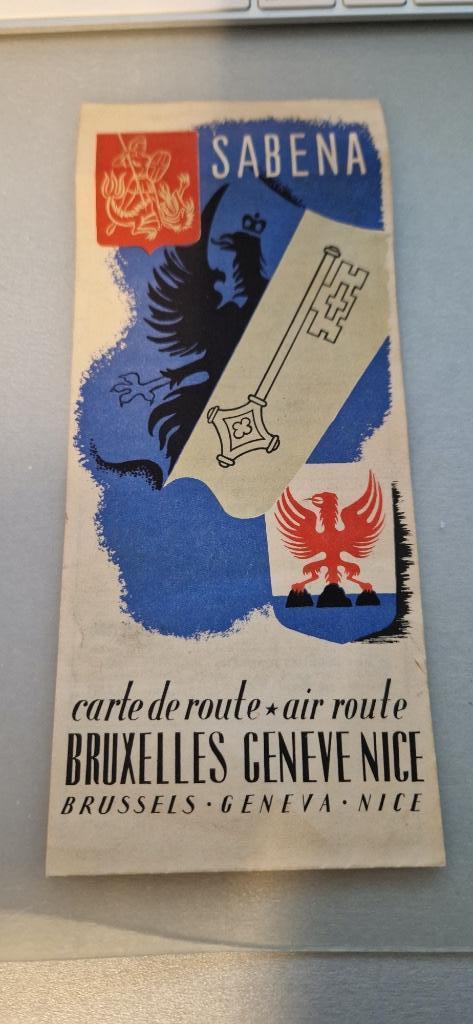 SABENA
carte de route ★ air route
BRUXELLES GENEVE NICE
BRUSSELS · GENEVA · NICE